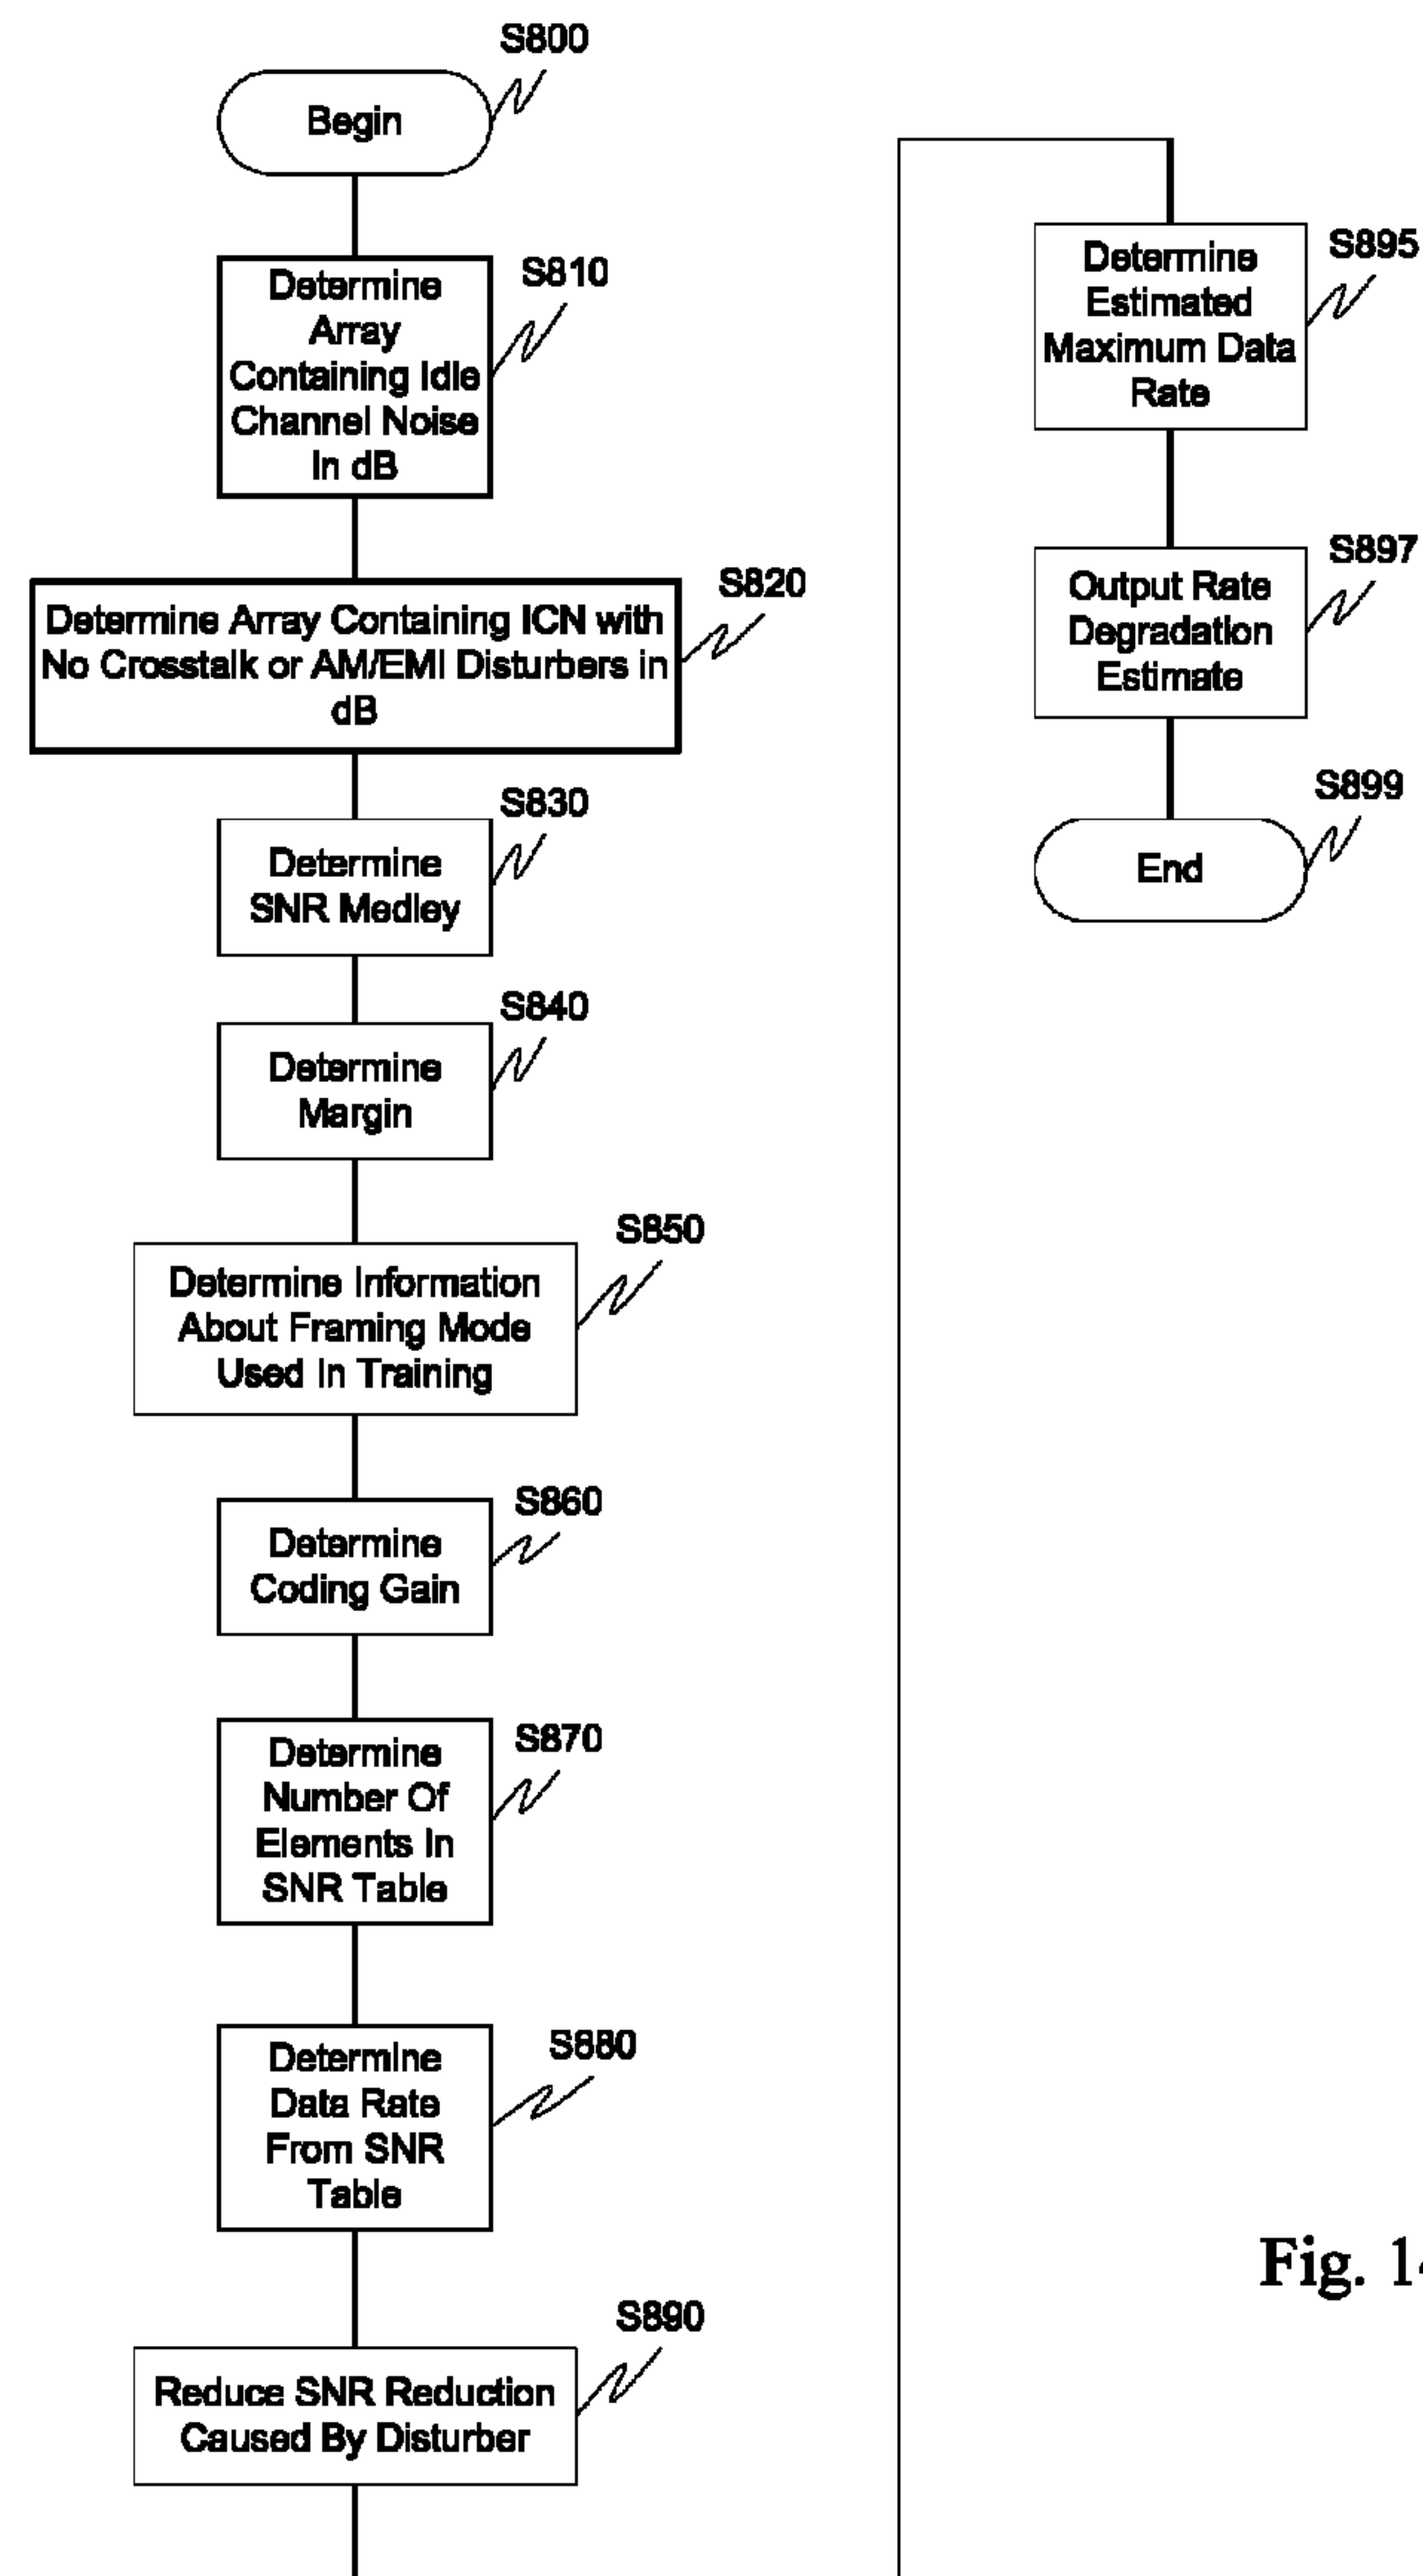 S800
Begin
S810
Determine
Array
Containing Idle
Channel Noise
In dB
S820
Determine Array Containing ICN with
No Crosstalk or AM/EMI Disturbers in
dB
S830
Determine
SNR Medley
S840
Determine
Margin
S850
Determine Information
About Framing Mode
Used In Training
S860
Determine
Coding Gain
S870
Determine
Number Of
Elements In
SNR Table
S880
Determine
Data Rate
From SNR
Table
S890
Reduce SNR Reduction
Caused By Disturber
S895
Determine
Estimated
Maximum Data
Rate
S897
Output Rate
Degradation
Estimate
S899
End
Fig. 14